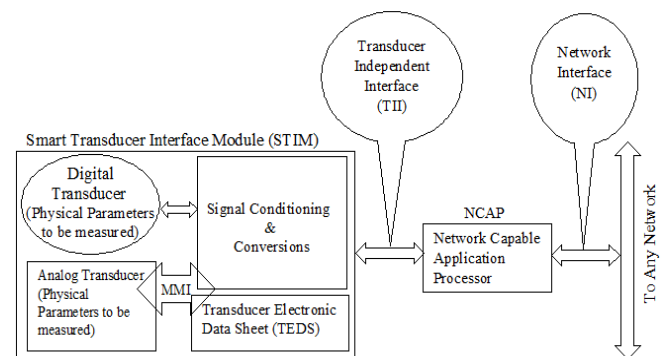 Transducer
Independent
Interface
(TII)
Network
Interface
(NI)
Smart Transducer Interface Module (STIM)
Digital
Transducer
(Physical Parameters
to be measured)
Signal Conditioning
&
Conversions
NCAP
Network Capable
Application
Processor
To Any Network
Analog Transducer
(Physical
Parameters to be
measured)
MMI
Transducer Electronic
Data Sheet (TEDS)